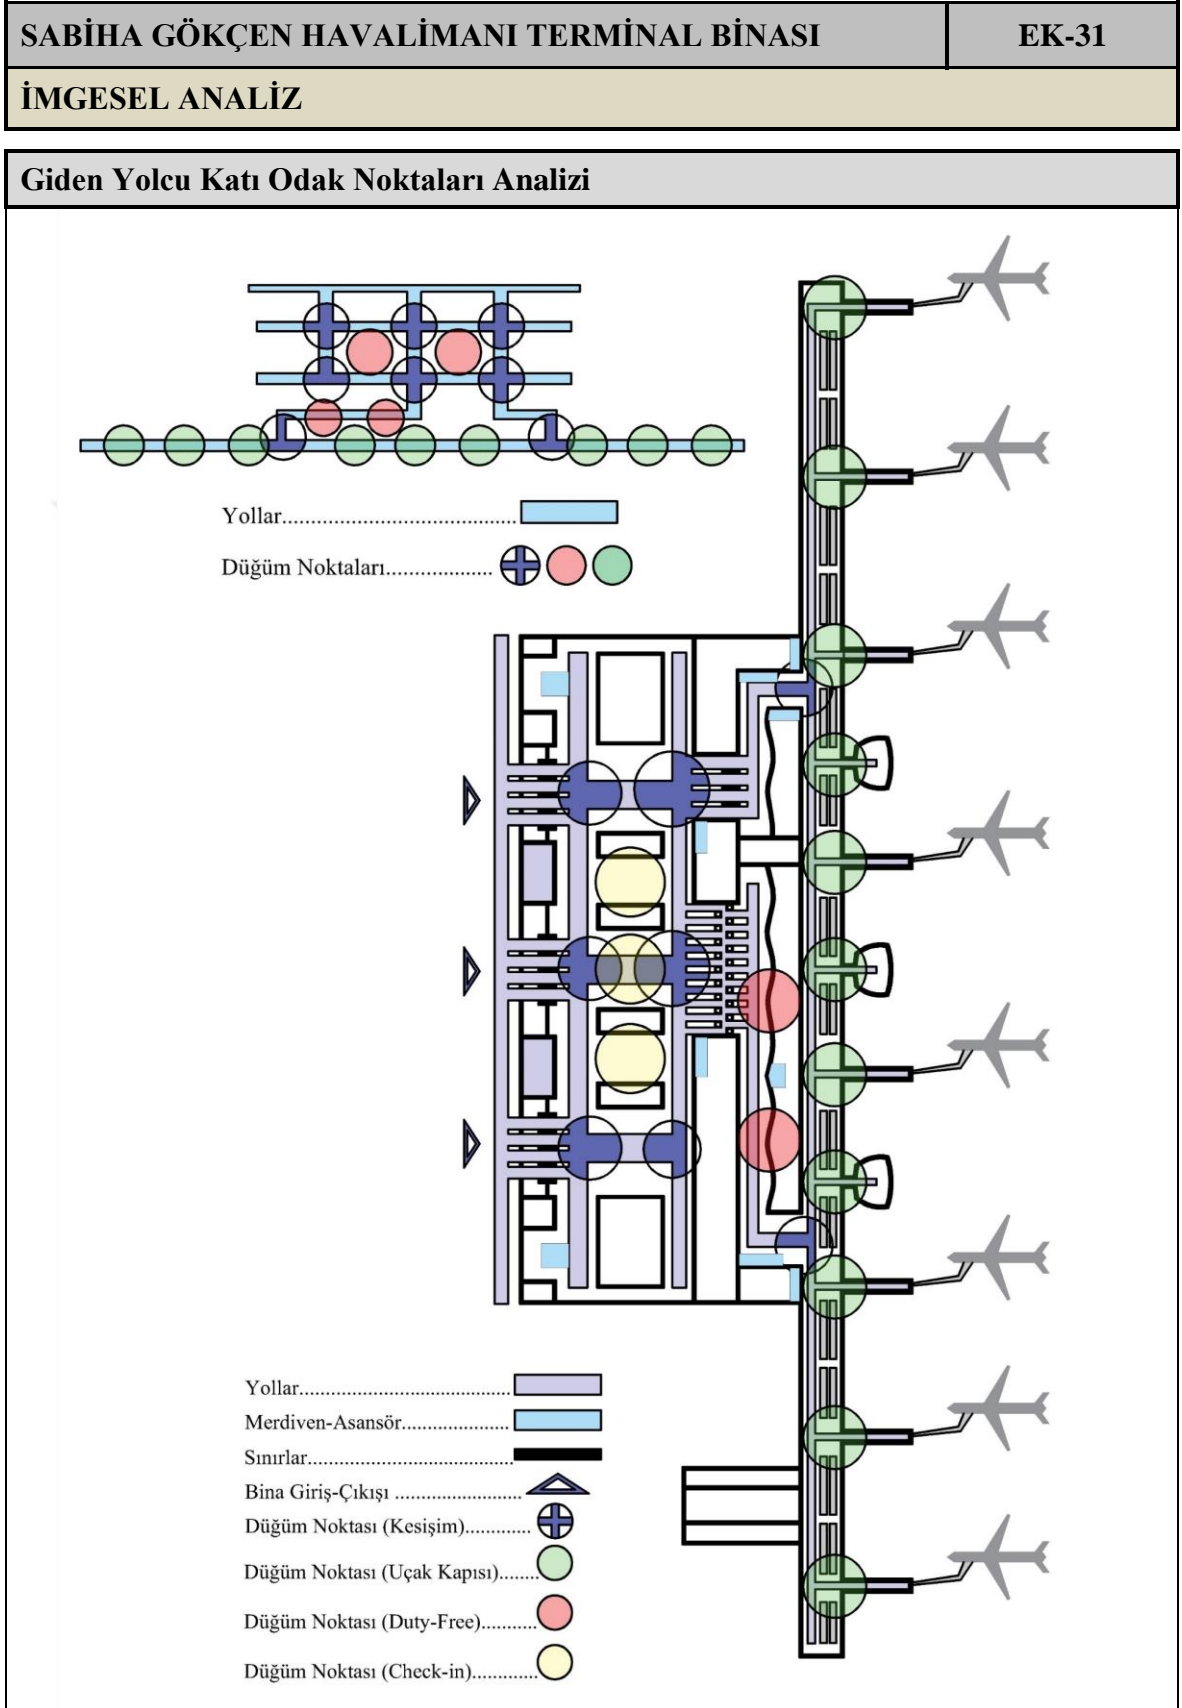 SABİHA GÖKÇEN HAVALİMANI TERMİNAL BİNASI EK-31
İMGESEL ANALİZ
Giden Yolcu Katı Odak Noktaları Analizi
Yollar........................................
Düğüm Noktaları...................
Yollar........................................
Merdiven-Asansör....................
Sınırlar.......................................
Bina Giriş-Çıkışı ........................
Düğüm Noktası (Kesişim).............
Düğüm Noktası (Uçak Kapısı).......
Düğüm Noktası (Duty-Free)...........
Düğüm Noktası (Check-in).............